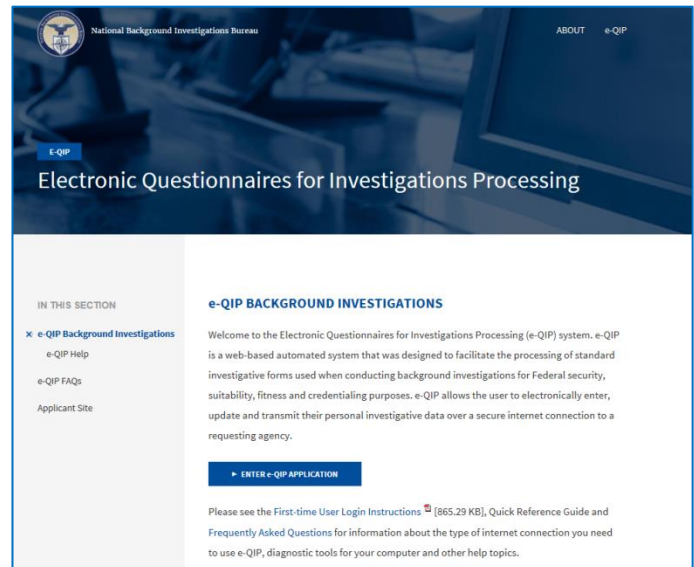 National Background Investigations Bureau
ABOUT e-QIP
E-QIP
Electronic Questionnaires for Investigations Processing
IN THIS SECTION
× e-QIP Background Investigations
e-QIP Help
e-QIP FAQs
Applicant Site
e-QIP BACKGROUND INVESTIGATIONS
Welcome to the Electronic Questionnaires for Investigations Processing (e-QIP) system. e-QIP
is a web-based automated system that was designed to facilitate the processing of standard
investigative forms used when conducting background investigations for Federal security,
suitability, fitness and credentialing purposes. e-QIP allows the user to electronically enter,
update and transmit their personal investigative data over a secure internet connection to a
requesting agency.
ENTER e-QIP APPLICATION
Please see the First-time User Login Instructions [865.29 KB], Quick Reference Guide and
Frequently Asked Questions for information about the type of internet connection you need
to use e-QIP, diagnostic tools for your computer and other help topics.